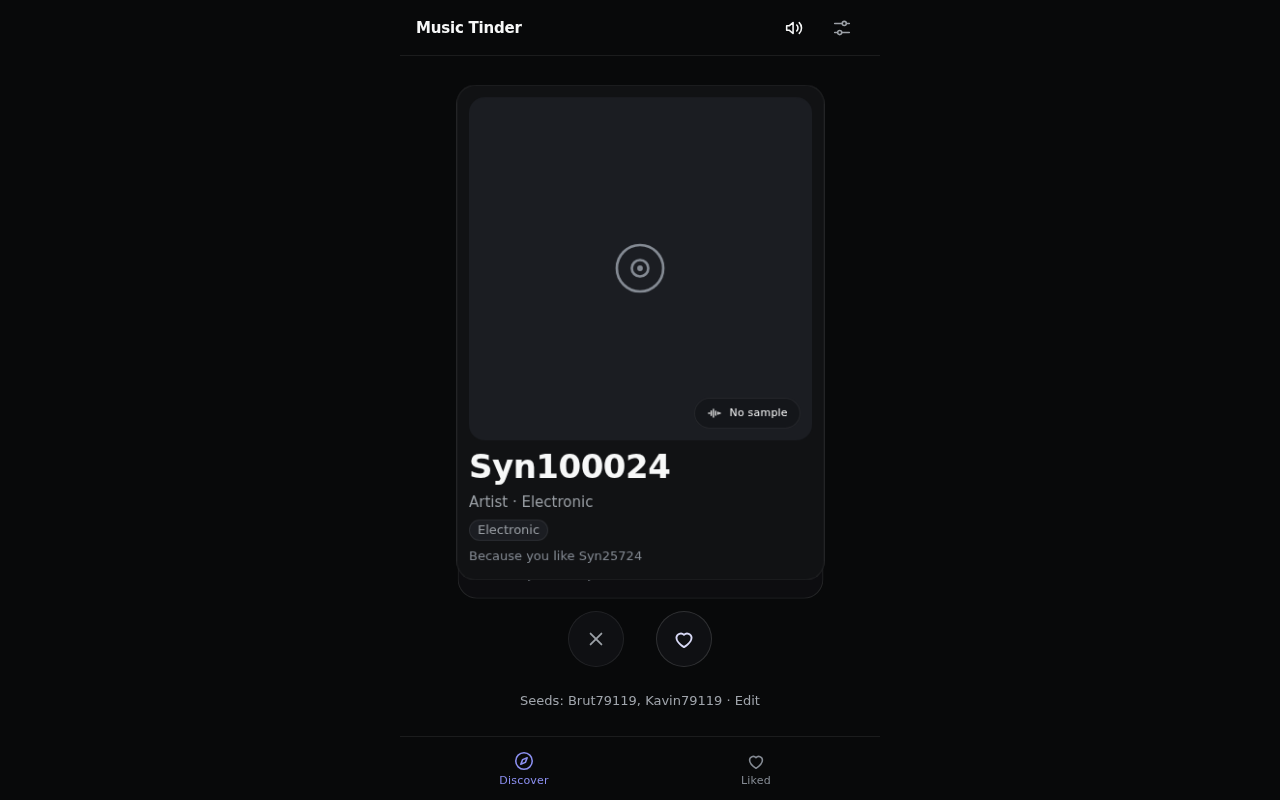 Music Tinder
No sample
Syn100024
Artist · Electronic
Electronic
Because you like Syn25724
Seeds: Brut79119, Kavin79119 · Edit
Discover
Liked